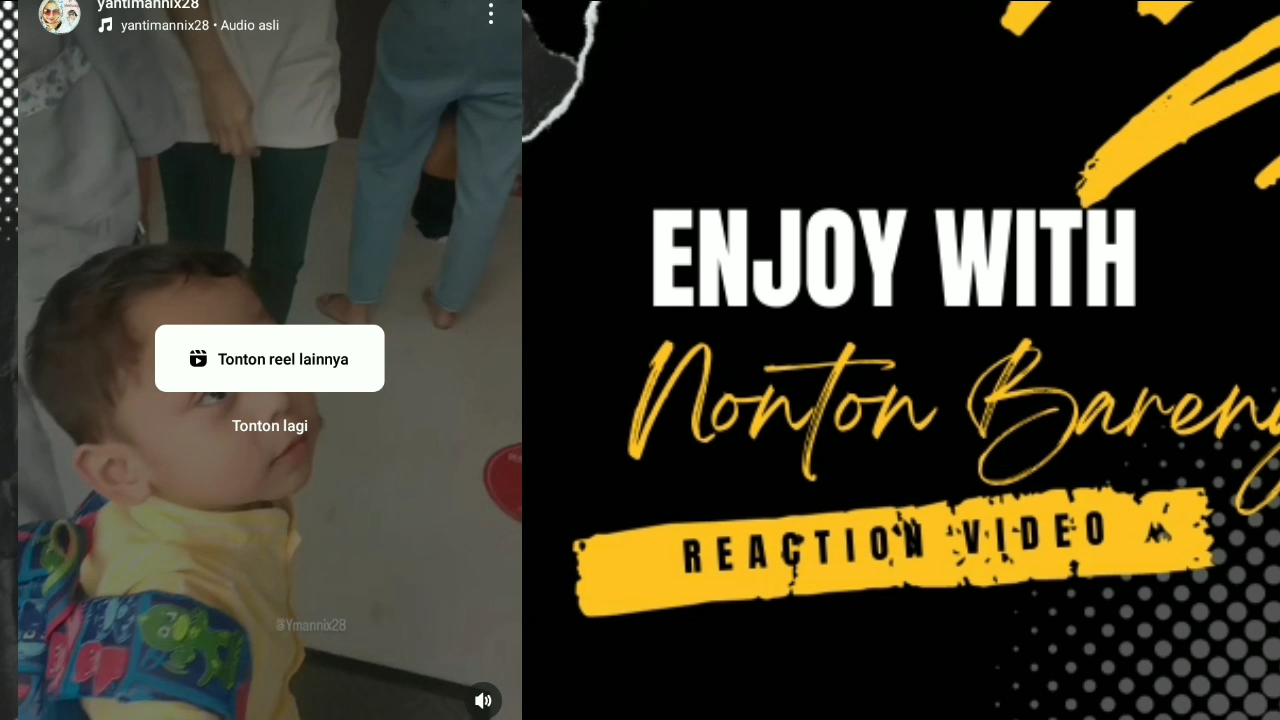 yantimannix28
yantimannix28 • Audio asli
Tonton reel lainnya
Tonton lagi
@Ymannix28
ENJOY WITH
Nonton Bareng
REACTION VIDEO